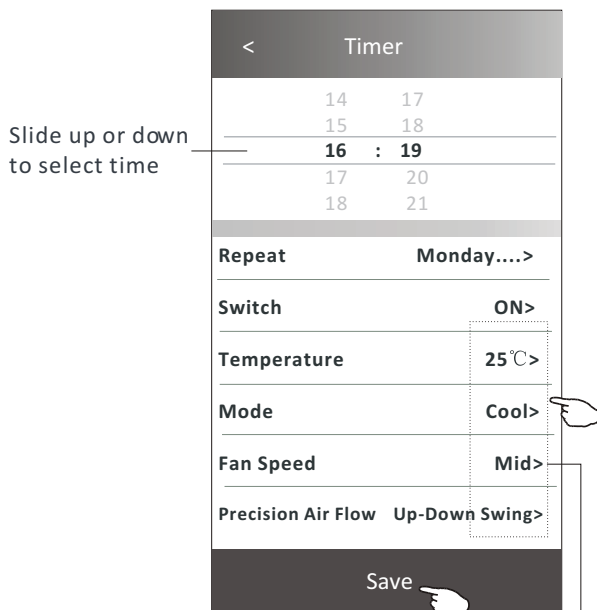 < Timer
14 17
15 18
Slide up or down
to select time
16 : 19
17 20
18 21
Repeat Monday....>
Switch ON>
Temperature 25℃>
Mode Cool>
Fan Speed Mid>
Precision Air Flow Up-Down Swing>
Save